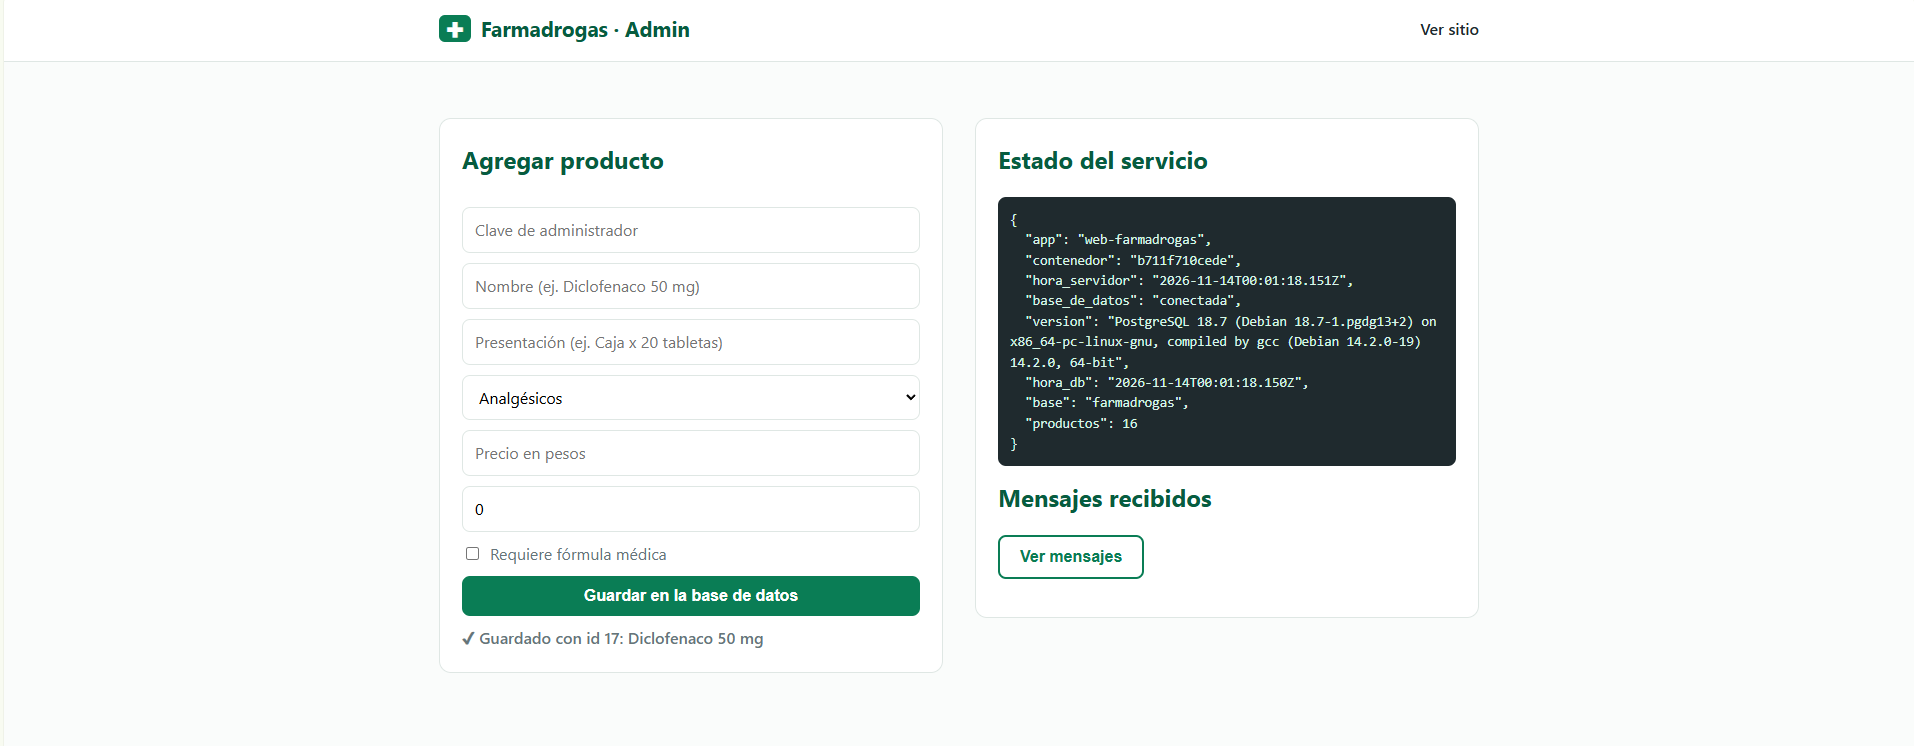 Farmadrogas · Admin
Ver sitio
Agregar producto
Clave de administrador
Nombre (ej. Diclofenaco 50 mg)
Presentación (ej. Caja x 20 tabletas)
Analgésicos
Precio en pesos
0
Requiere fórmula médica
Guardar en la base de datos
✔ Guardado con id 17: Diclofenaco 50 mg
Estado del servicio
{
"app": "web-farmadrogas",
"contenedor": "b711f710cede",
"hora_servidor": "2026-11-14T00:01:18.151Z",
"base_de_datos": "conectada",
"version": "PostgreSQL 18.7 (Debian 18.7-1.pgdg13+2) on
x86_64-pc-linux-gnu, compiled by gcc (Debian 14.2.0-19)
14.2.0, 64-bit",
"hora_db": "2026-11-14T00:01:18.150Z",
"base": "farmadrogas",
"productos": 16
}
Mensajes recibidos
Ver mensajes